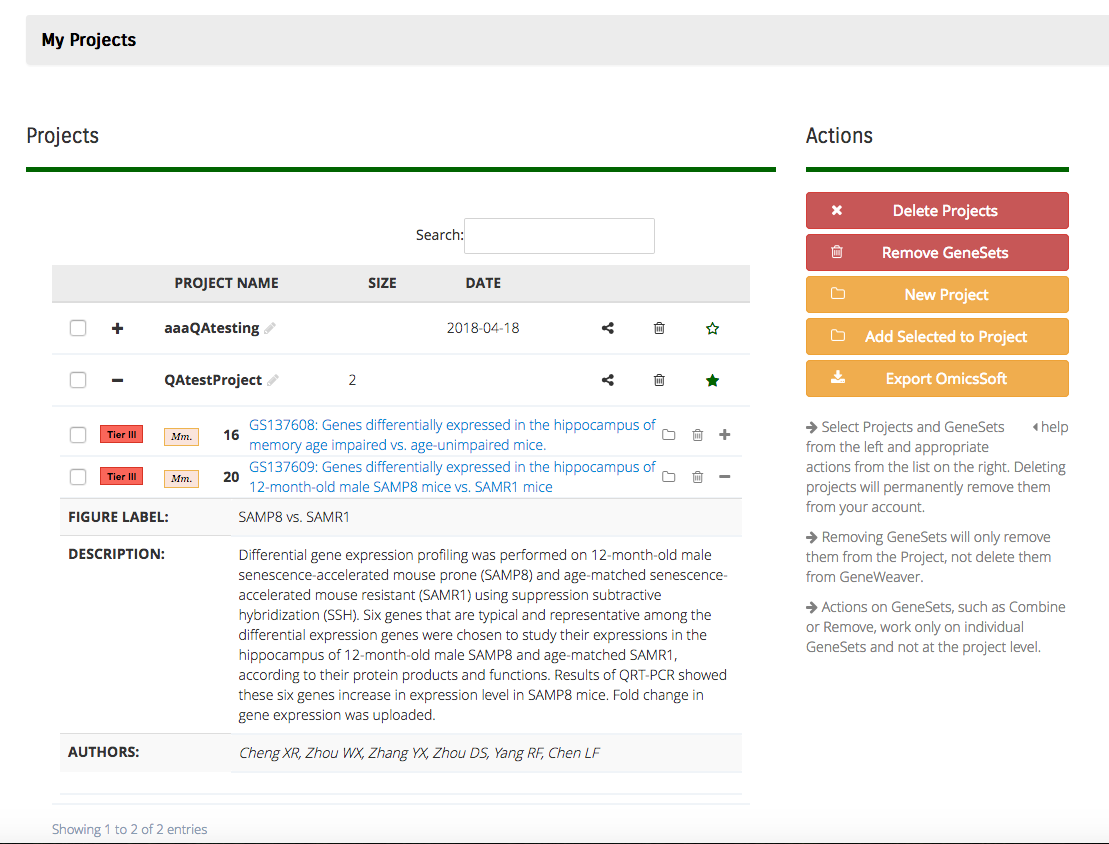 My Projects
Projects
Search:
PROJECT NAME SIZE DATE
aaaQAtesting 2018-04-18
QAtestProject 2
Tier III Mm. 16 GS137608: Genes differentially expressed in the hippocampus of
memory age impaired vs. age-unimpaired mice.
Tier III Mm. 20 GS137609: Genes differentially expressed in the hippocampus of
12-month-old male SAMP8 mice vs. SAMR1 mice
FIGURE LABEL: SAMP8 vs. SAMR1
DESCRIPTION: Differential gene expression profiling was performed on 12-month-old male
senescence-accelerated mouse prone (SAMP8) and age-matched senescence-
accelerated mouse resistant (SAMR1) using suppression subtractive
hybridization (SSH). Six genes that are typical and representative among the
differential expression genes were chosen to study their expressions in the
hippocampus of 12-month-old male SAMP8 and age-matched SAMR1,
according to their protein products and functions. Results of QRT-PCR showed
these six genes increase in expression level in SAMP8 mice. Fold change in
gene expression was uploaded.
AUTHORS: Cheng XR, Zhou WX, Zhang YX, Zhou DS, Yang RF, Chen LF
Showing 1 to 2 of 2 entries
Actions
Delete Projects
Remove GeneSets
New Project
Add Selected to Project
Export OmicsSoft
Select Projects and GeneSets help
from the left and appropriate
actions from the list on the right. Deleting
projects will permanently remove them
from your account.
Removing GeneSets will only remove
them from the Project, not delete them
from GeneWeaver.
Actions on GeneSets, such as Combine
or Remove, work only on individual
GeneSets and not at the project level.